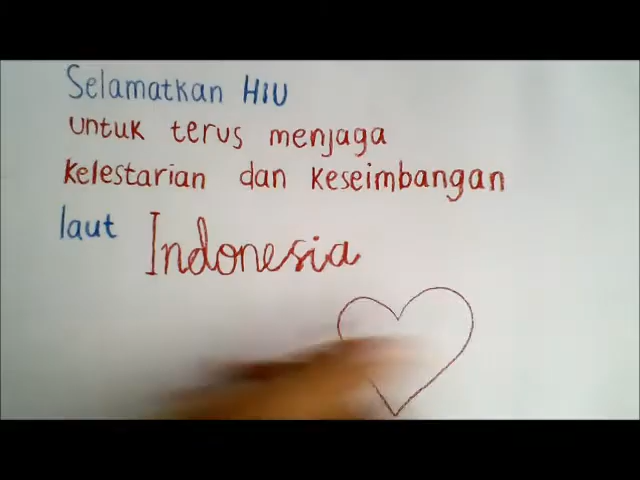 Selamatkan HIU
untuk terus menjaga
kelestarian dan keseimbangan
laut Indonesia